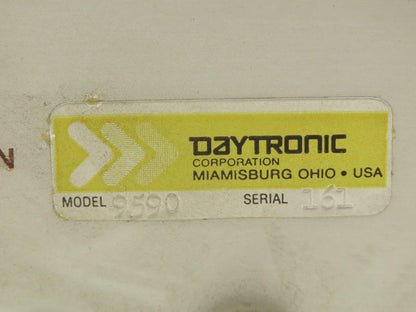 N
DAYTRONIC
CORPORATION
MIAMISBURG OHIO • USA
MODEL 9590 SERIAL 161